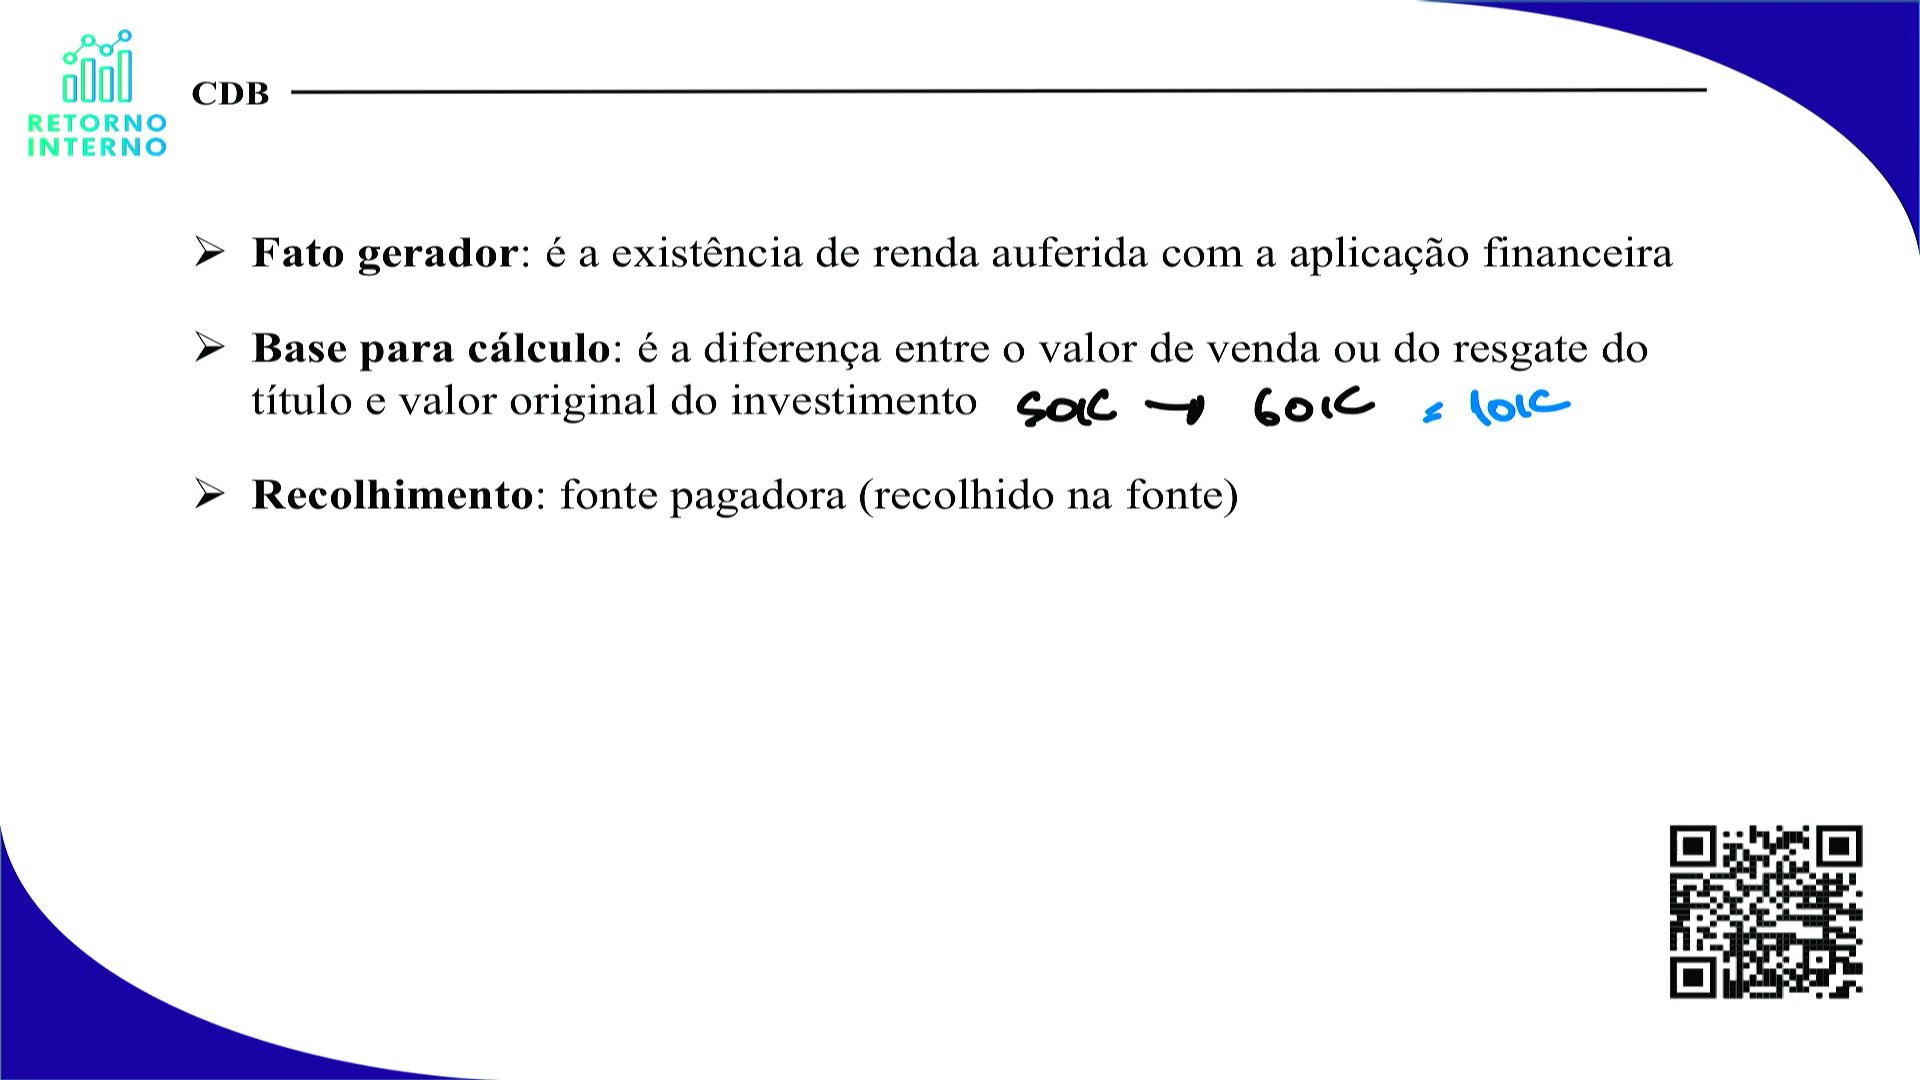 RETORNO
INTERNO
CDB
➢ Fato gerador: é a existência de renda auferida com a aplicação financeira
➢ Base para cálculo: é a diferença entre o valor de venda ou do resgate do
título e valor original do investimento 50K → 60K = 10K
➢ Recolhimento: fonte pagadora (recolhido na fonte)